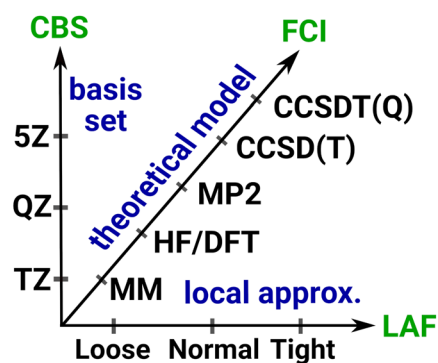 CBS
FCI
basis
set
theoretical model
CCSDT(Q)
5Z
CCSD(T)
MP2
QZ
HF/DFT
TZ
MM
local approx.
LAF
Loose
Normal
Tight